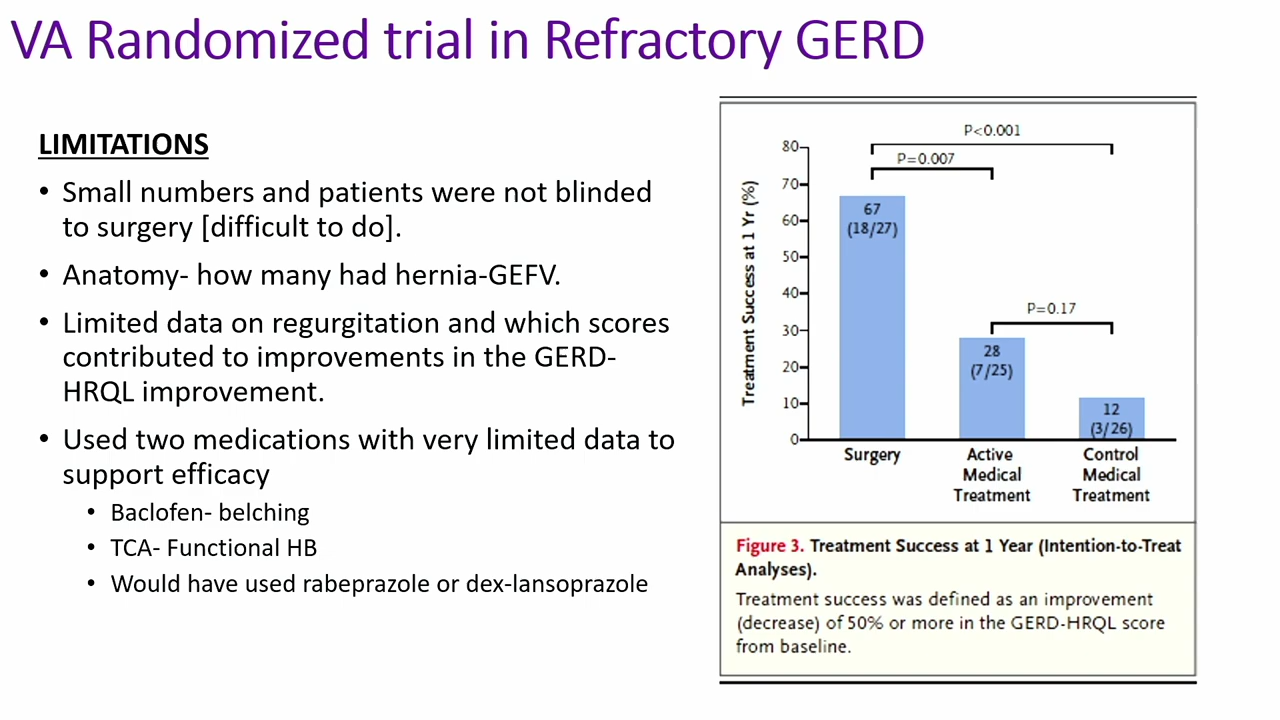 VA Randomized trial in Refractory GERD
LIMITATIONS
• Small numbers and patients were not blinded
to surgery [difficult to do].
• Anatomy- how many had hernia-GEFV.
• Limited data on regurgitation and which scores
contributed to improvements in the GERD-
HRQL improvement.
• Used two medications with very limited data to
support efficacy
• Baclofen- belching
• TCA- Functional HB
• Would have used rabeprazole or dex-lansoprazole
P<0.001
P=0.007
P=0.17
Treatment Success at 1 Yr (%)
80
70
60
50
40
30
20
10
0
67
(18/27)
28
(7/25)
12
(3/26)
Surgery
Active
Medical
Treatment
Control
Medical
Treatment
Figure 3. Treatment Success at 1 Year (Intention-to-Treat
Analyses).
Treatment success was defined as an improvement
(decrease) of 50% or more in the GERD-HRQL score
from baseline.